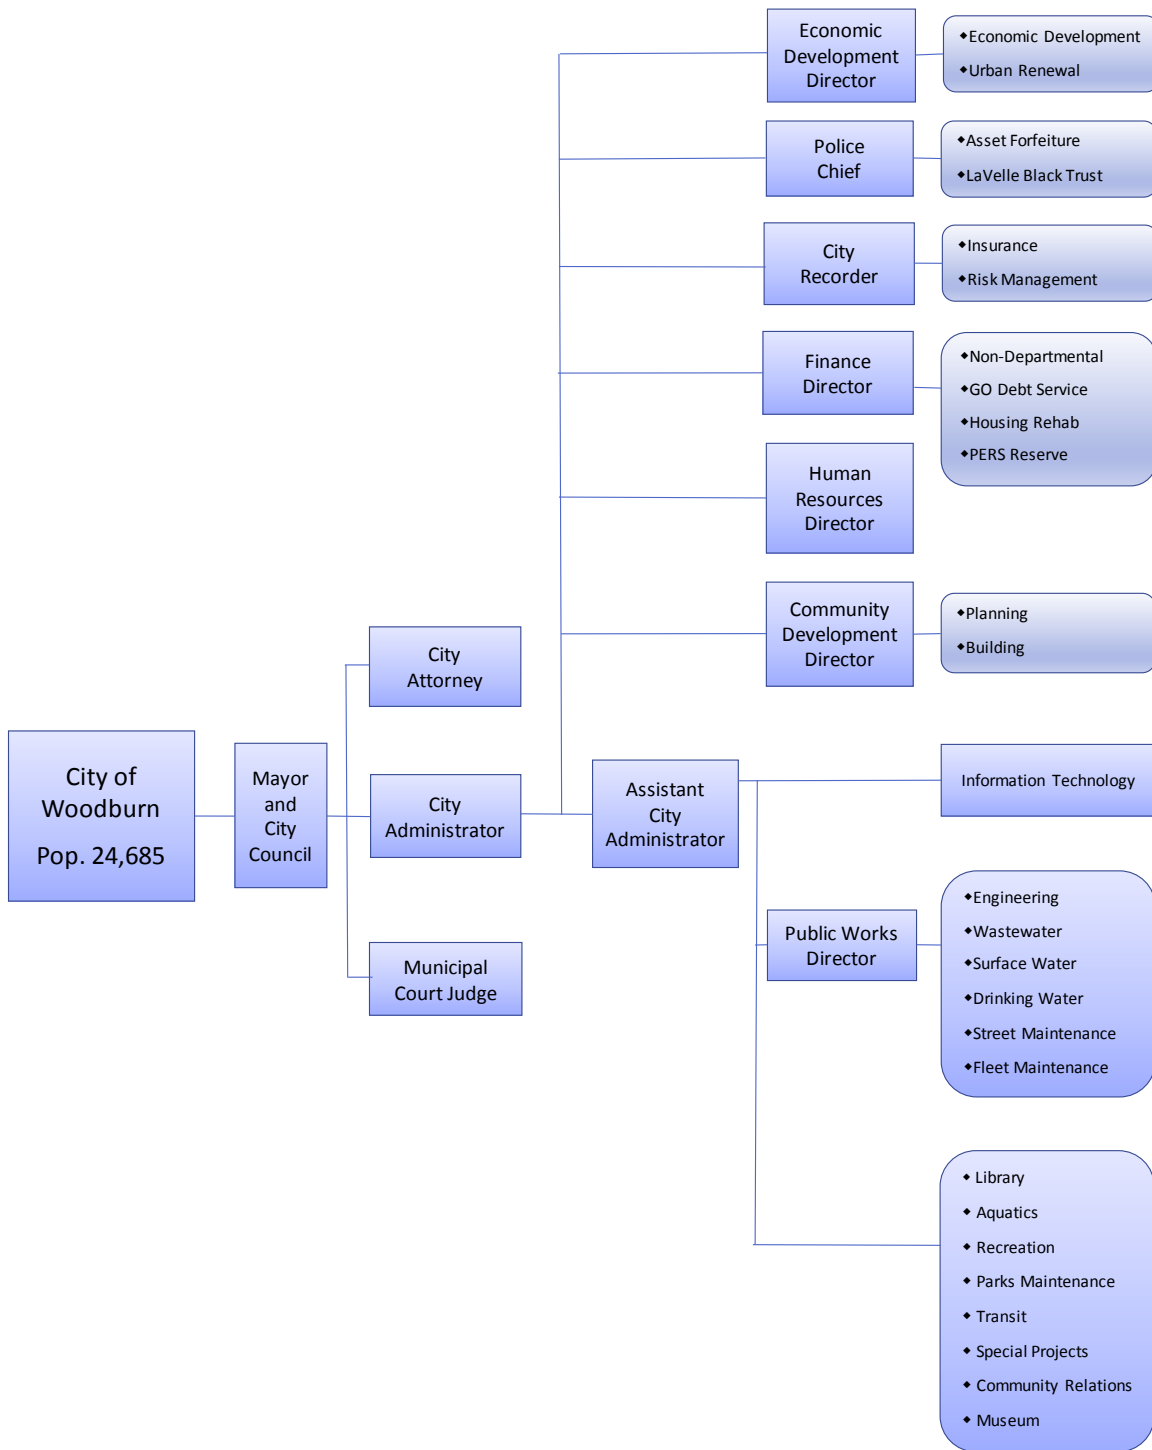 City of
Woodburn
Pop. 24,685
Mayor
and
City
Council
City
Attorney
City
Administrator
Municipal
Court Judge
Assistant
City
Administrator
Economic
Development
Director
◆Economic Development
◆Urban Renewal
Police
Chief
◆Asset Forfeiture
◆LaVelle Black Trust
City
Recorder
◆Insurance
◆Risk Management
Finance
Director
◆Non-Departmental
◆GO Debt Service
◆Housing Rehab
◆PERS Reserve
Human
Resources
Director
Community
Development
Director
◆Planning
◆Building
Information Technology
Public Works
Director
◆Engineering
◆Wastewater
◆Surface Water
◆Drinking Water
◆Street Maintenance
◆Fleet Maintenance
◆ Library
◆ Aquatics
◆ Recreation
◆ Parks Maintenance
◆ Transit
◆ Special Projects
◆ Community Relations
◆ Museum